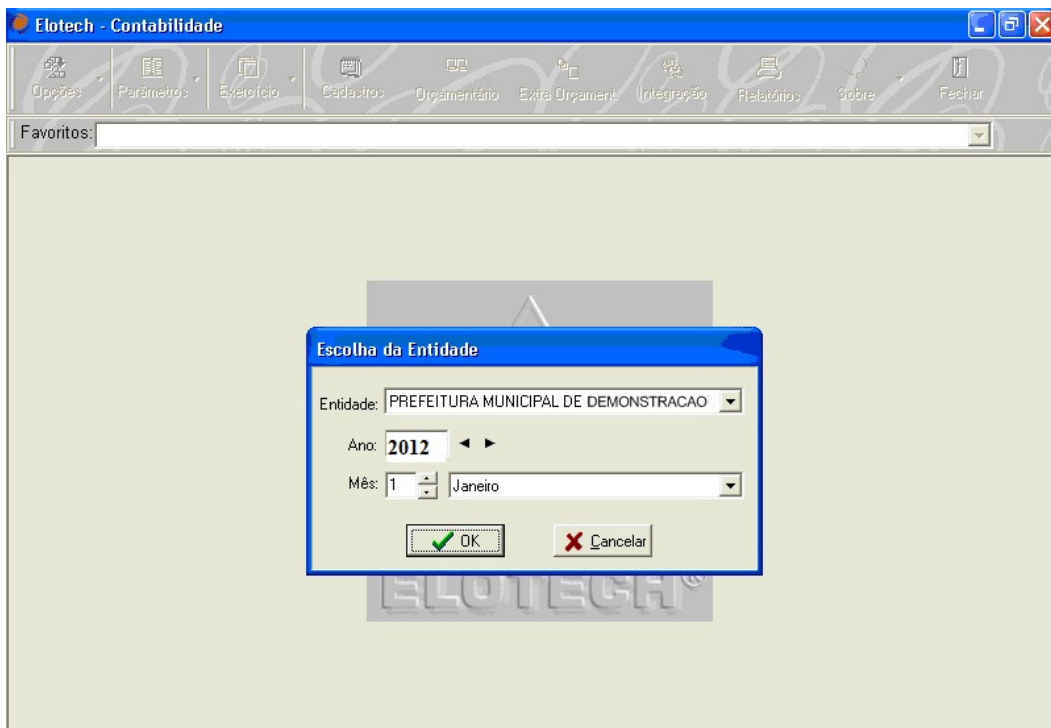 Elotech - Contabilidade
Opções Parâmetros Exercício Cadastros Orçamentário Extra Orçament. Integração Relatórios Sobre Fechar
Favoritos:
Escolha da Entidade
Entidade: PREFEITURA MUNICIPAL DE DEMONSTRACAO
Ano: 2012
Mês: 1 Janeiro
OK Cancelar
ELOTECH®